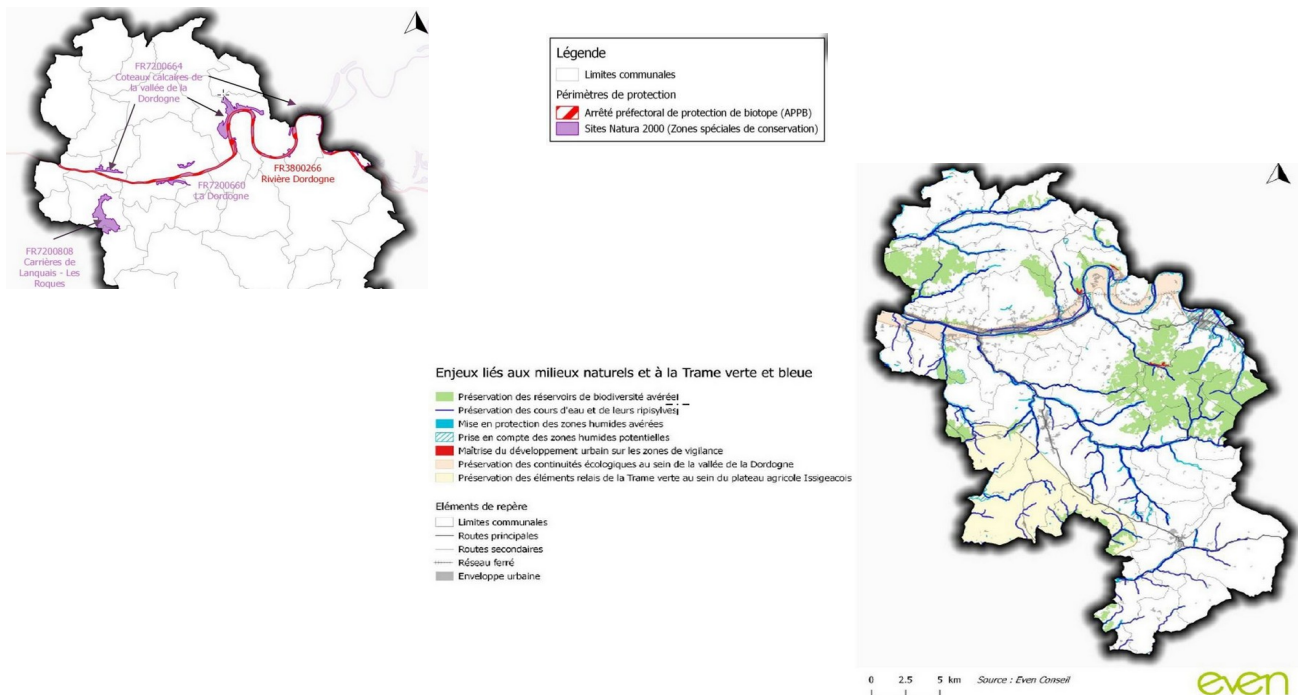 FR7200664
Coteaux calcaires de
la vallée de la
Dordogne
FR3800266
Rivière Dordogne
FR7200660
La Dordogne
FR7200808
Carrières de
Lanquais - Les
Roques
Légende
Limites communales
Périmètres de protection
Arrêté préfectoral de protection de biotope (APPB)
Sites Natura 2000 (Zones spéciales de conservation)
Enjeux liés aux milieux naturels et à la Trame verte et bleue
Préservation des réservoirs de biodiversité avérée
Préservation des cours d'eau et de leurs ripisylves
Mise en protection des zones humides avérées
Prise en compte des zones humides potentielles
Maîtrise du développement urbain sur les zones de vigilance
Préservation des continuités écologiques au sein de la vallée de la Dordogne
Préservation des éléments relais de la Trame verte au sein du plateau agricole Issigeacois
Eléments de repère
Limites communales
Routes principales
Routes secondaires
Réseau ferré
Enveloppe urbaine
0 2.5 5 km Source : Even Conseil
even